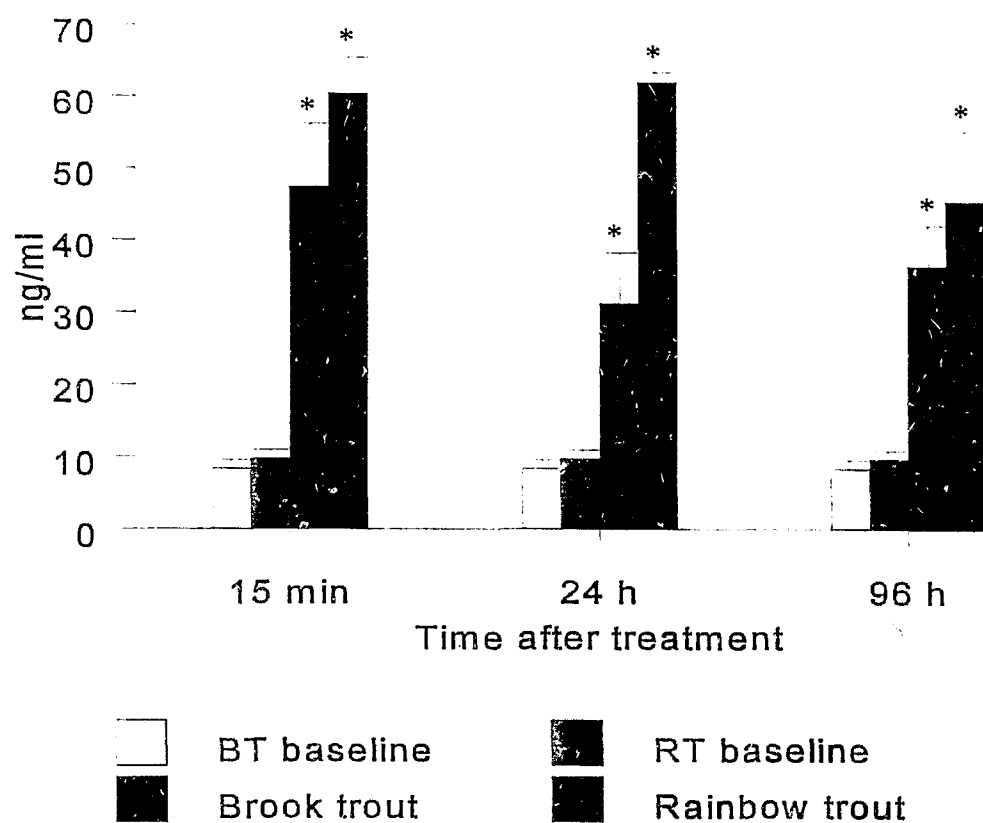 70
60
50
40
30
20
10
0
ng/ml
* *
* *
* *
15 min 24 h 96 h
Time after treatment
BT baseline RT baseline
Brook trout Rainbow trout